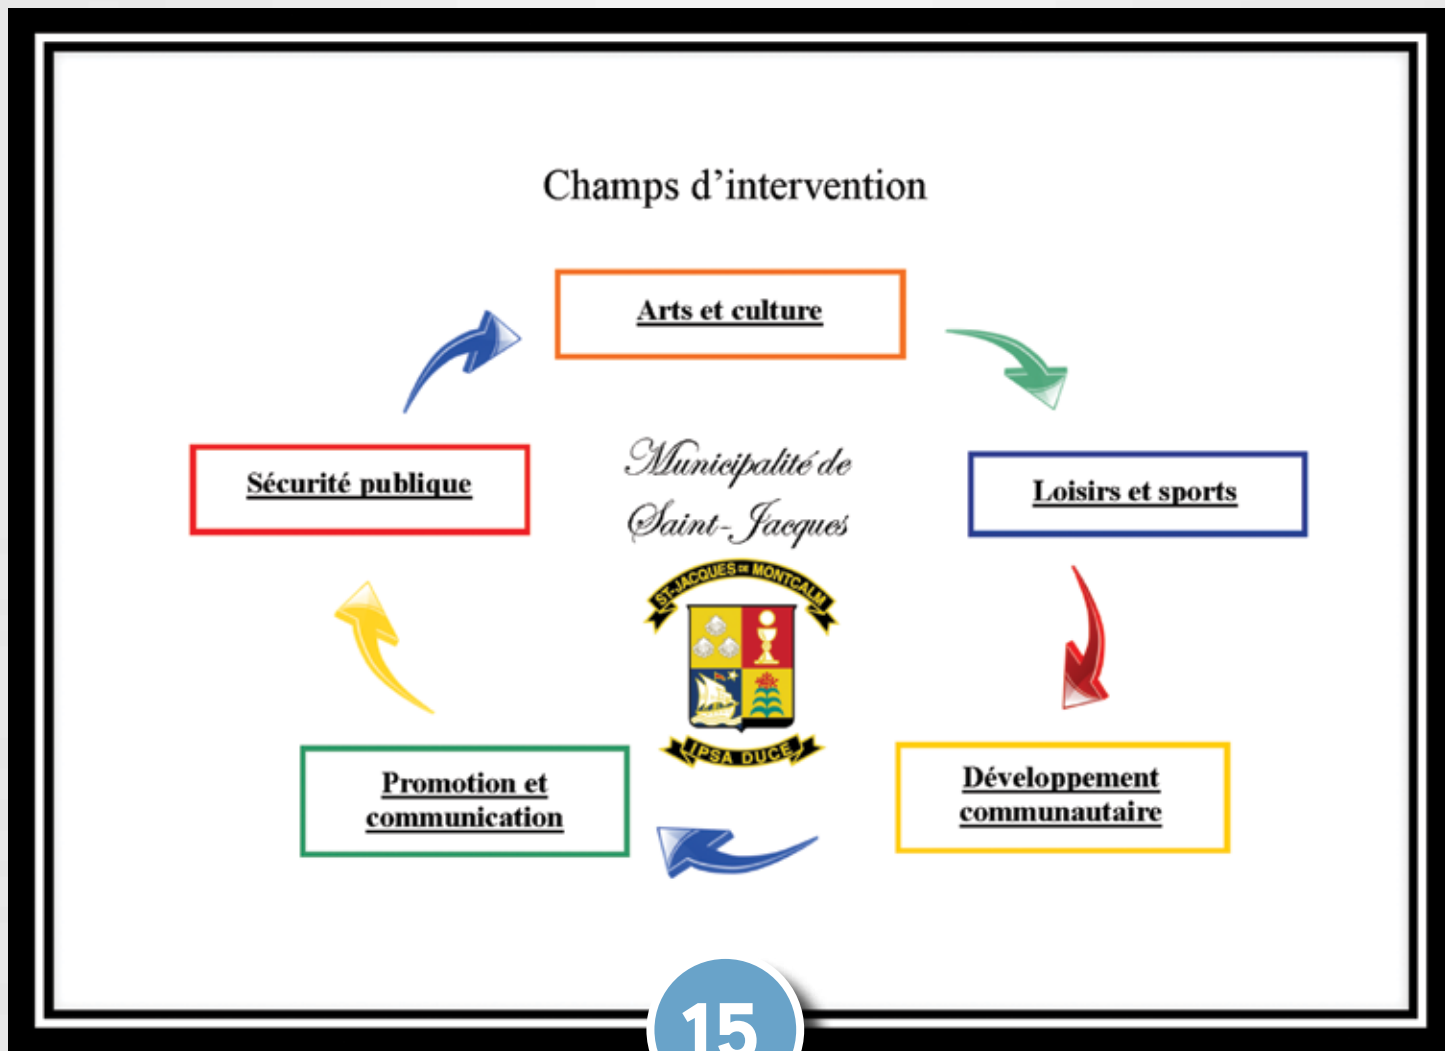 Champs d’intervention
Arts et culture
Sécurité publique
Municipalité de
Saint-Jacques
Loisirs et sports
ST-JACQUES DE MONTCALM
IPSA DUCE
Promotion et
communication
Développement
communautaire
15